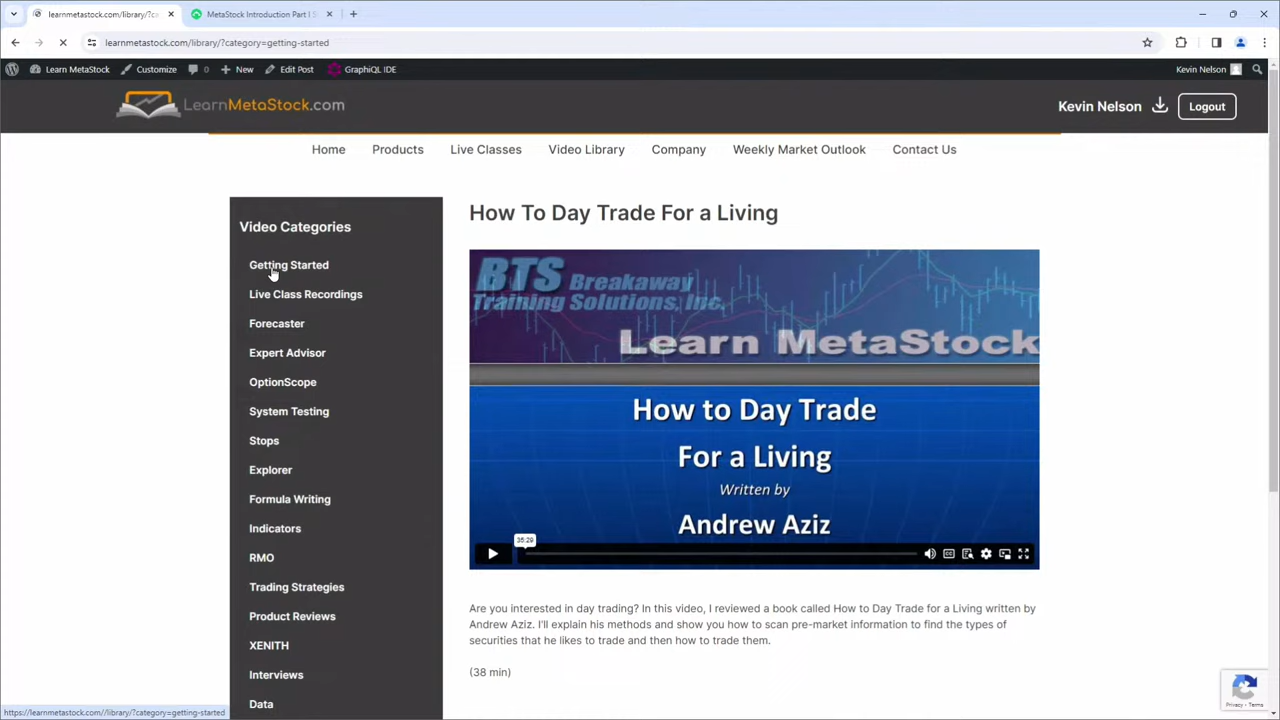 learnmetastock.com/library/?ca
MetaStock Introduction Part I S
learnmetastock.com/library/?category=getting-started
Learn MetaStock
Customize
0
New
Edit Post
GraphiQL IDE
Kevin Nelson
LearnMetaStock.com
Kevin Nelson
Logout
Home
Products
Live Classes
Video Library
Company
Weekly Market Outlook
Contact Us
Video Categories
Getting Started
Live Class Recordings
Forecaster
Expert Advisor
OptionScope
System Testing
Stops
Explorer
Formula Writing
Indicators
RMO
Trading Strategies
Product Reviews
XENITH
Interviews
Data
How To Day Trade For a Living
BTS Breakaway
Training Solutions, Inc.
Learn MetaStock
How to Day Trade
For a Living
Written by
Andrew Aziz
36:29
Are you interested in day trading? In this video, I reviewed a book called How to Day Trade for a Living written by
Andrew Aziz. I'll explain his methods and show you how to scan pre-market information to find the types of
securities that he likes to trade and then how to trade them.
(38 min)
Privacy - Terms
https://learnmetastock.com//library/?category=getting-started